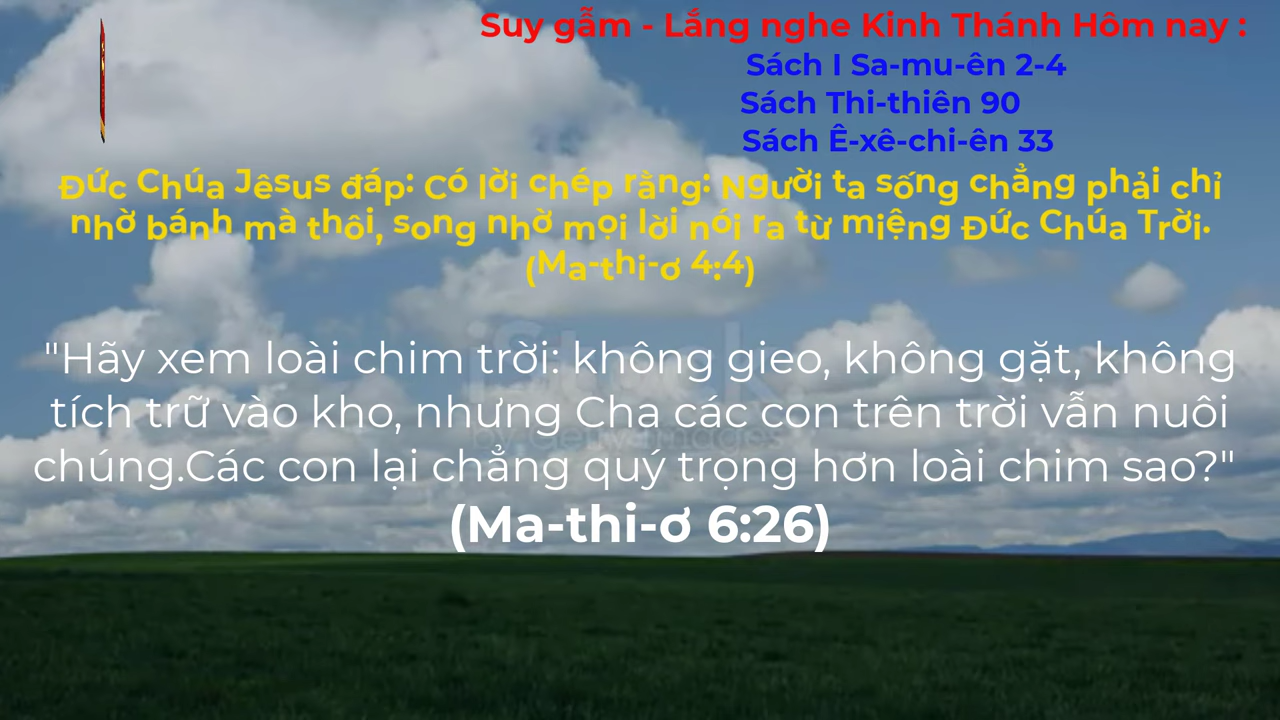 Suy gẫm - Lắng nghe Kinh Thánh Hôm nay :
Sách I Sa-mu-ên 2-4
Sách Thi-thiên 90
Sách Ê-xê-chi-ên 33
Đức Chúa Jêsus đáp: Có lời chép rằng: Người ta sống chẳng phải chỉ
nhờ bánh mà thôi, song nhờ mọi lời nói ra từ miệng Đức Chúa Trời.
(Ma-thi-ơ 4:4)
iStock
by Getty Images
"Hãy xem loài chim trời: không gieo, không gặt, không
tích trữ vào kho, nhưng Cha các con trên trời vẫn nuôi
chúng.Các con lại chẳng quý trọng hơn loài chim sao?"
(Ma-thi-ơ 6:26)